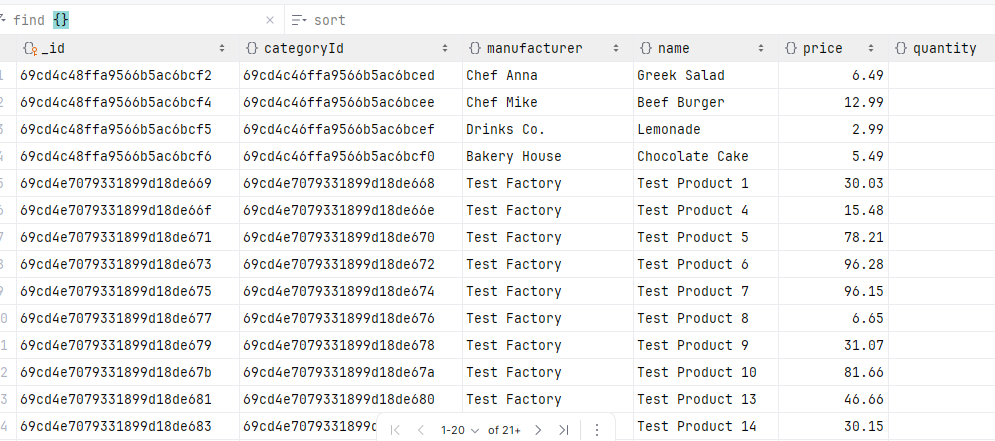 find {} × sort
_id categoryId manufacturer name price quantity
1 69cd4c48ffa9566b5ac6bcf2 69cd4c46ffa9566b5ac6bced Chef Anna Greek Salad 6.49
2 69cd4c48ffa9566b5ac6bcf4 69cd4c46ffa9566b5ac6bcee Chef Mike Beef Burger 12.99
3 69cd4c48ffa9566b5ac6bcf5 69cd4c46ffa9566b5ac6bcef Drinks Co. Lemonade 2.99
4 69cd4c48ffa9566b5ac6bcf6 69cd4c46ffa9566b5ac6bcf0 Bakery House Chocolate Cake 5.49
5 69cd4e7079331899d18de669 69cd4e7079331899d18de668 Test Factory Test Product 1 30.03
6 69cd4e7079331899d18de66f 69cd4e7079331899d18de66e Test Factory Test Product 4 15.48
7 69cd4e7079331899d18de671 69cd4e7079331899d18de670 Test Factory Test Product 5 78.21
8 69cd4e7079331899d18de673 69cd4e7079331899d18de672 Test Factory Test Product 6 96.28
9 69cd4e7079331899d18de675 69cd4e7079331899d18de674 Test Factory Test Product 7 96.15
0 69cd4e7079331899d18de677 69cd4e7079331899d18de676 Test Factory Test Product 8 6.65
1 69cd4e7079331899d18de679 69cd4e7079331899d18de678 Test Factory Test Product 9 31.07
2 69cd4e7079331899d18de67b 69cd4e7079331899d18de67a Test Factory Test Product 10 81.66
3 69cd4e7079331899d18de681 69cd4e7079331899d18de680 Test Factory Test Product 13 46.66
4 69cd4e7079331899d18de683 69cd4e7079331899d Test Product 14 30.15
1-20 of 21+